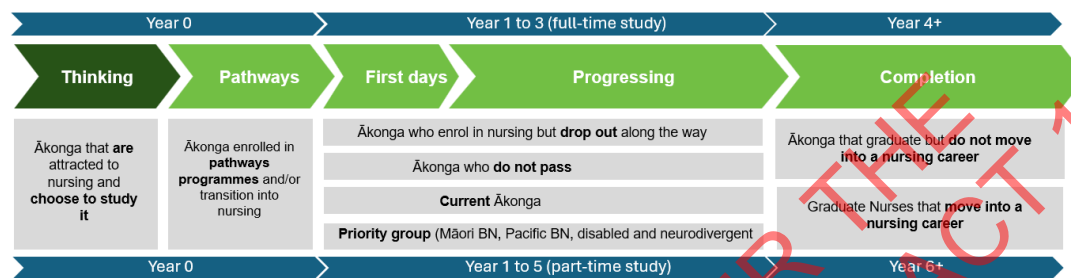 Year 0
Year 1 to 3 (full-time study)
Year 4+
Thinking
Pathways
First days
Progressing
Completion
Ākonga that are
attracted to
nursing and
choose to study
it
Ākonga enrolled in
pathways
programmes and/or
transition into
nursing
Ākonga who enrol in nursing but drop out along the way
Ākonga who do not pass
Current Ākonga
Priority group (Māori BN, Pacific BN, disabled and neurodivergent
Ākonga that graduate but do not move
into a nursing career
Graduate Nurses that move into a
nursing career
Year 0
Year 1 to 5 (part-time study)
Year 6+
THE
ACT 1